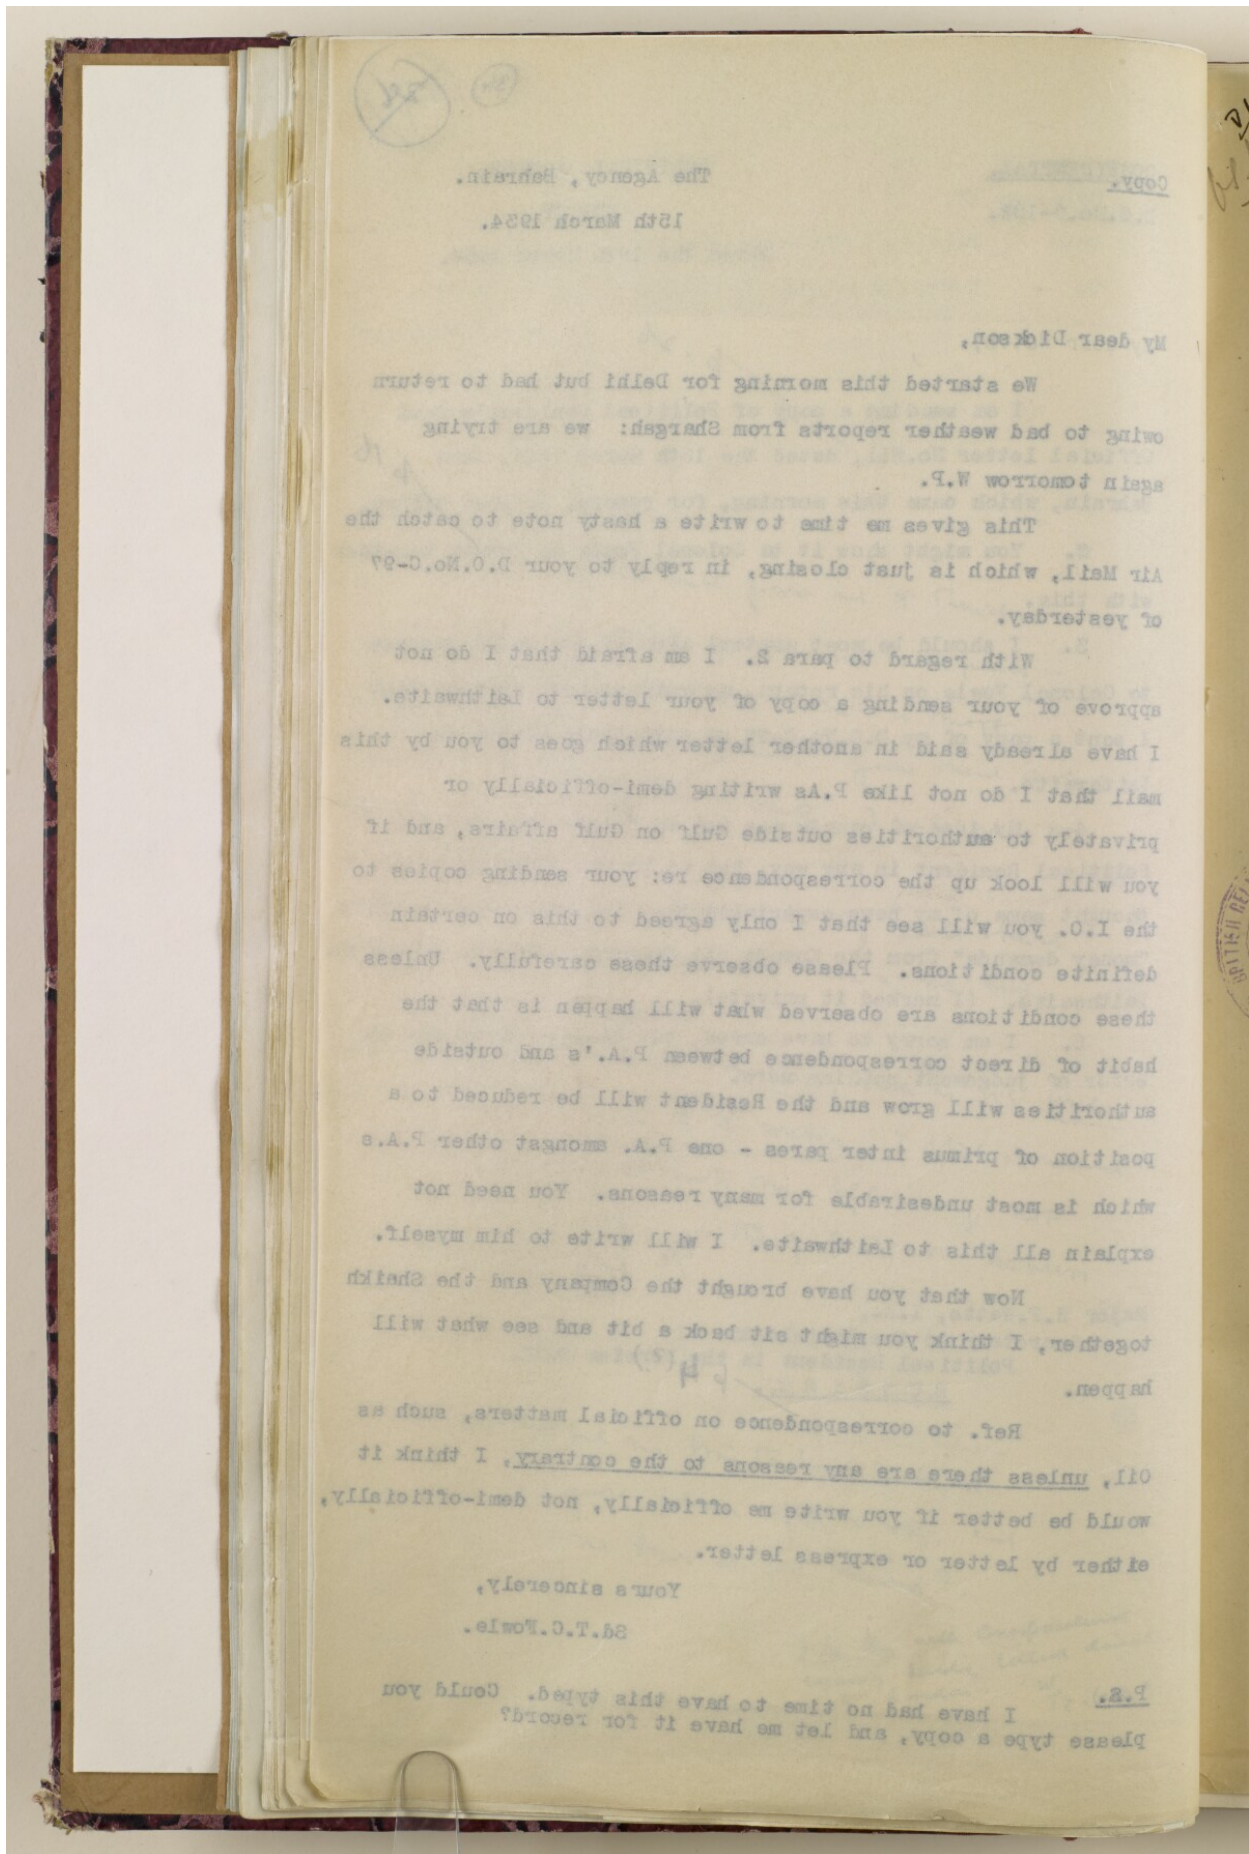 Copy.
The Agency, Bahrain.
15th March 1934.
My dear Dickson,
We started this morning for Delhi but had to return
owing to bad weather reports from Shargah: we are trying
again tomorrow W.P.
This gives me time to write a hasty note to catch the
Air Mail, which is just closing, in reply to your D.O.No.C-97
of yesterday.
With regard to para 2. I am afraid that I do not
approve of your sending a copy of your letter to Laithwaite.
I have already said in another letter which goes to you by this
mail that I do not like P.As writing demi-officially or
privately to authorities outside Gulf on Gulf affairs, and if
you will look up the correspondence re: your sending copies to
the I.O. you will see that I only agreed to this on certain
definite conditions. Please observe these carefully. Unless
these conditions are observed what will happen is that the
habit of direct correspondence between P.A.'s and outside
authorities will grow and the Resident will be reduced to a
position of primus inter pares - one P.A. amongst other P.A.s
which is most undesirable for many reasons. You need not
explain all this to Laithwaite. I will write to him myself.
Now that you have brought the Company and the Shaikh
together, I think you might sit back a bit and see what will
happen.
Ref. to correspondence on official matters, such as
Oil, unless there are any reasons to the contrary, I think it
would be better if you write me officially, not demi-officially,
either by letter or express letter.
Yours sincerely,
Sd.T.C.Fowle.
P.S.
I have had no time to have this typed. Could you
please type a copy, and let me have it for record?
BRITISH